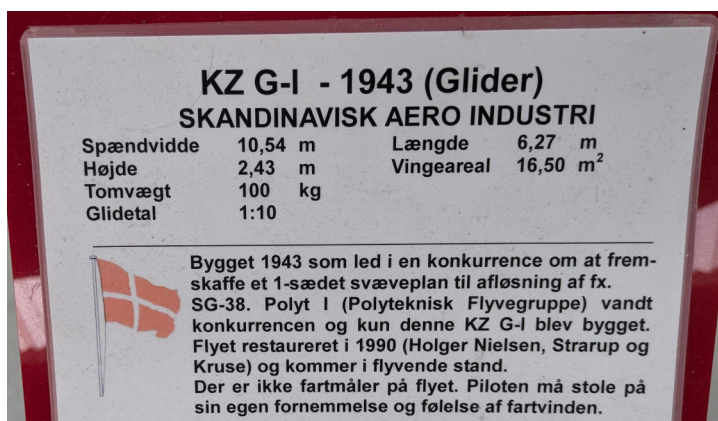 KZ G-I - 1943 (Glider)
SKANDINAVISK AERO INDUSTRI
Spændvidde 10,54 m Længde 6,27 m
Højde 2,43 m Vingeareal 16,50 m²
Tomvægt 100 kg
Glidetal 1:10
Bygget 1943 som led i en konkurrence om at frem-
skaffe et 1-sædet svæveplan til afløsning af fx.
SG-38. Polyt I (Polyteknisk Flyvegruppe) vandt
konkurrencen og kun denne KZ G-I blev bygget.
Flyet restaureret i 1990 (Holger Nielsen, Strarup og
Kruse) og kommer i flyvende stand.
Der er ikke fartmåler på flyet. Piloten må stole på
sin egen fornemmelse og følelse af fartvinden.